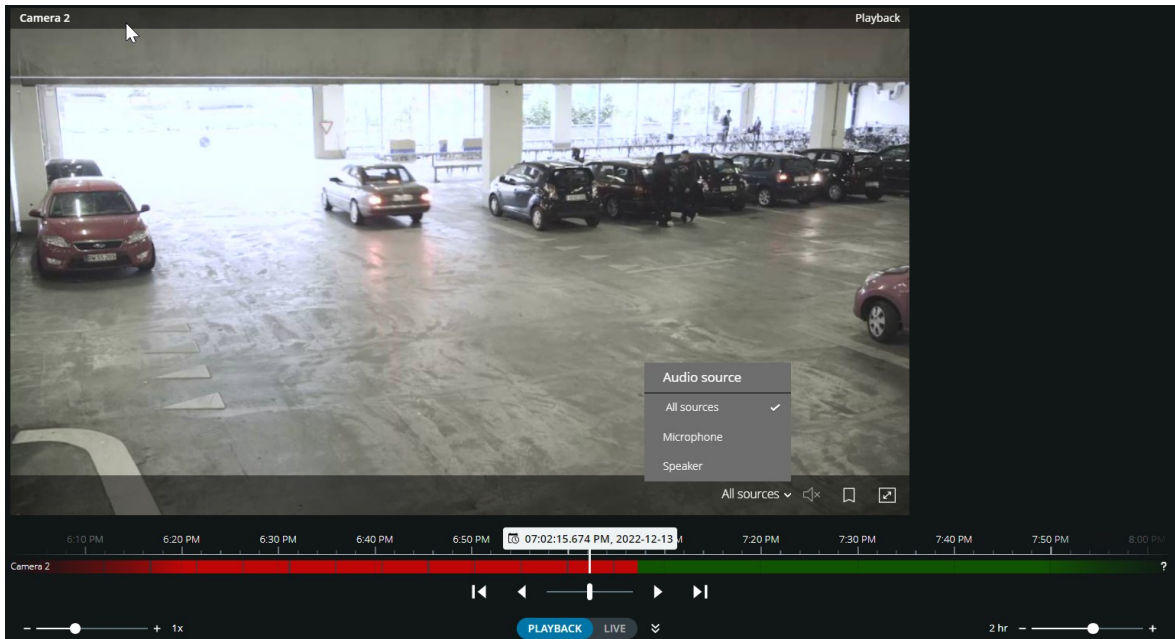 Camera 2
Playback
Audio source
All sources
Microphone
Speaker
All sources
6:10 PM 6:20 PM 6:30 PM 6:40 PM 6:50 PM 07:02:15.674 PM, 2022-12-13 M 7:20 PM 7:30 PM 7:40 PM 7:50 PM 8:00 PM
Camera 2 ?
− + 1x PLAYBACK LIVE 2 hr − +